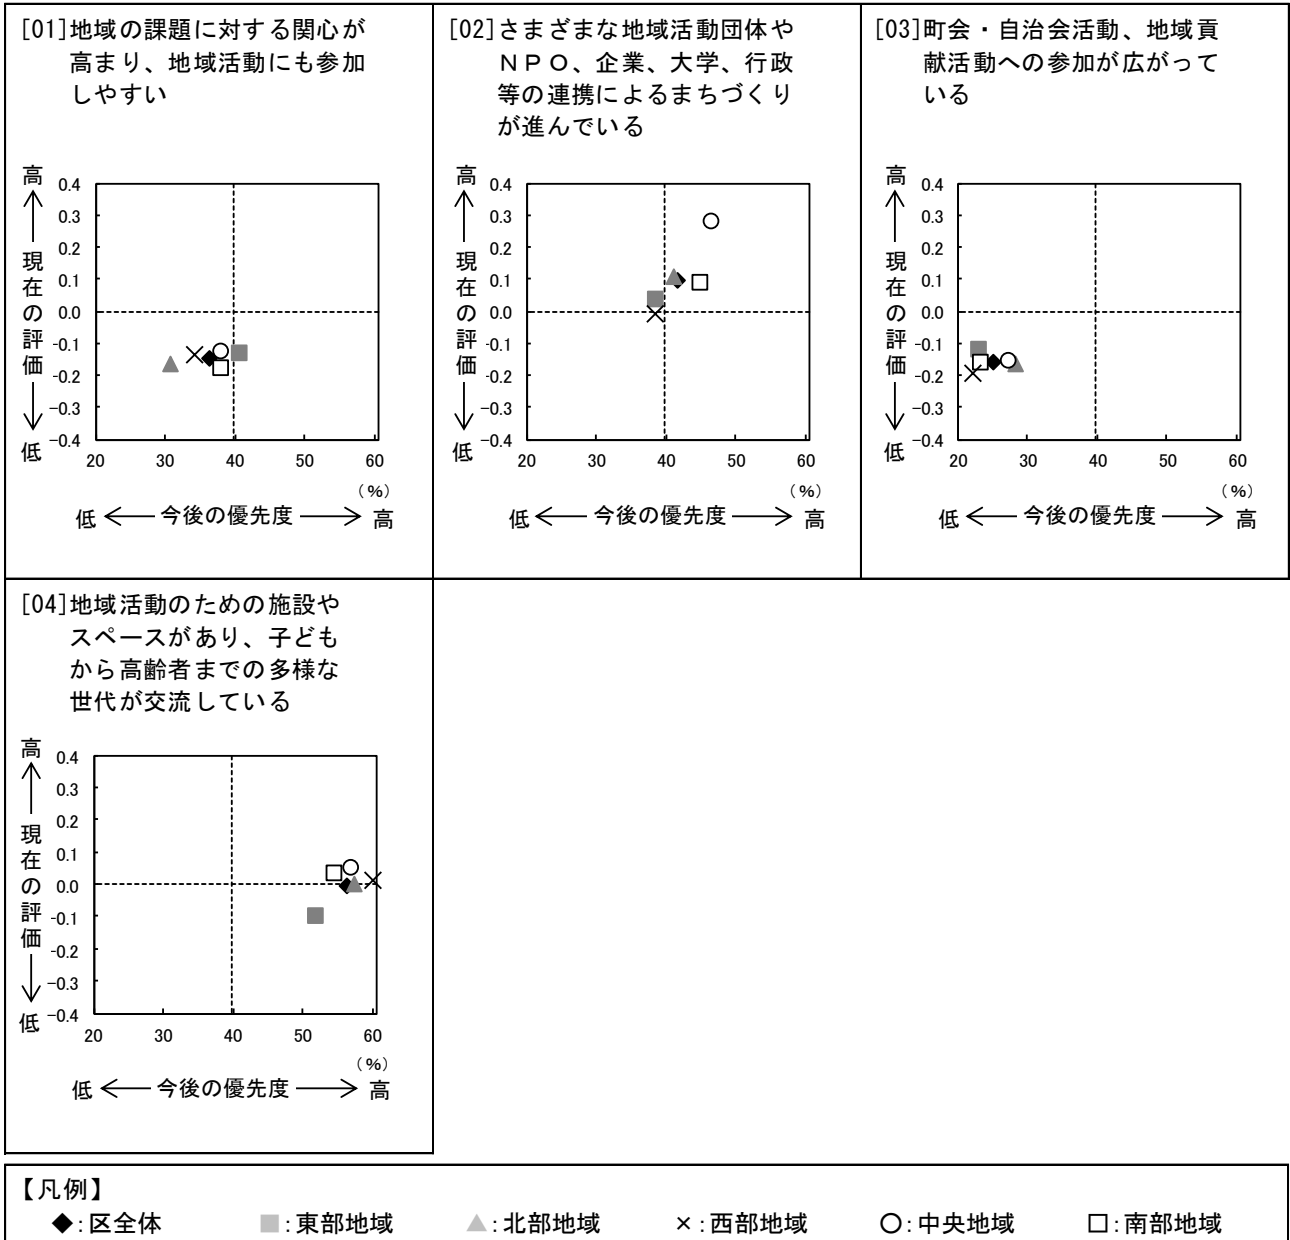 [01]地域の課題に対する関心が
高まり、地域活動にも参加
しやすい
高
現在の評価
低
0.4
0.3
0.2
0.1
0.0
-0.1
-0.2
-0.3
-0.4
20 30 40 50 60
(%)
低 今後の優先度 高
[02]さまざまな地域活動団体や
ＮＰＯ、企業、大学、行政
等の連携によるまちづくり
が進んでいる
高
現在の評価
低
0.4
0.3
0.2
0.1
0.0
-0.1
-0.2
-0.3
-0.4
20 30 40 50 60
(%)
低 今後の優先度 高
[03]町会・自治会活動、地域貢
献活動への参加が広がって
いる
高
現在の評価
低
0.4
0.3
0.2
0.1
0.0
-0.1
-0.2
-0.3
-0.4
20 30 40 50 60
(%)
低 今後の優先度 高
[04]地域活動のための施設や
スペースがあり、子ども
から高齢者までの多様な
世代が交流している
高
現在の評価
低
0.4
0.3
0.2
0.1
0.0
-0.1
-0.2
-0.3
-0.4
20 30 40 50 60
(%)
低 今後の優先度 高
【凡例】
◆:区全体 ■:東部地域 ▲:北部地域 ×:西部地域 ○:中央地域 □:南部地域